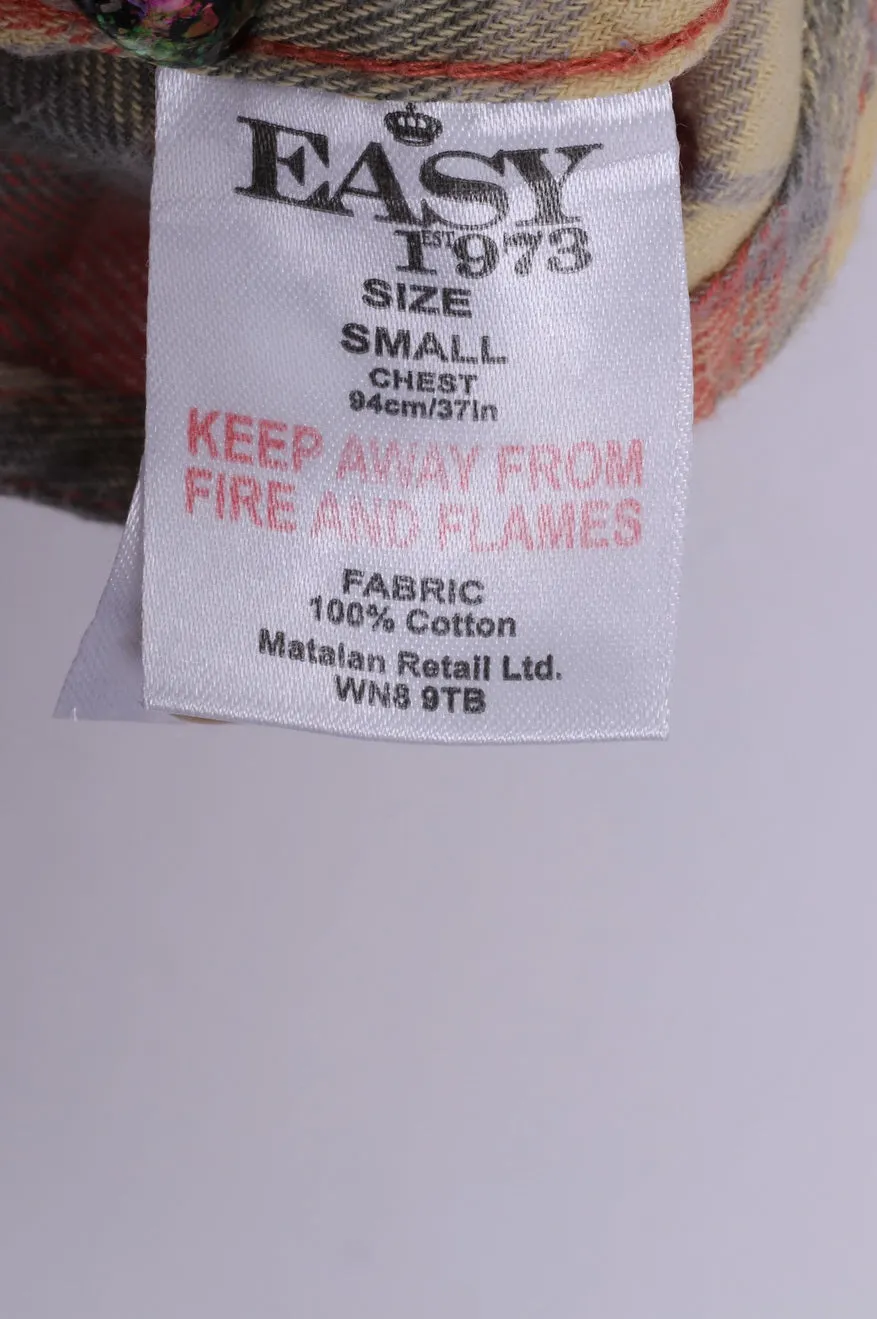 EASY
EST 1973
SIZE
SMALL
CHEST
94cm/37in
KEEP AWAY FROM
FIRE AND FLAMES
FABRIC
100% Cotton
Matalan Retail Ltd.
WN8 9TB